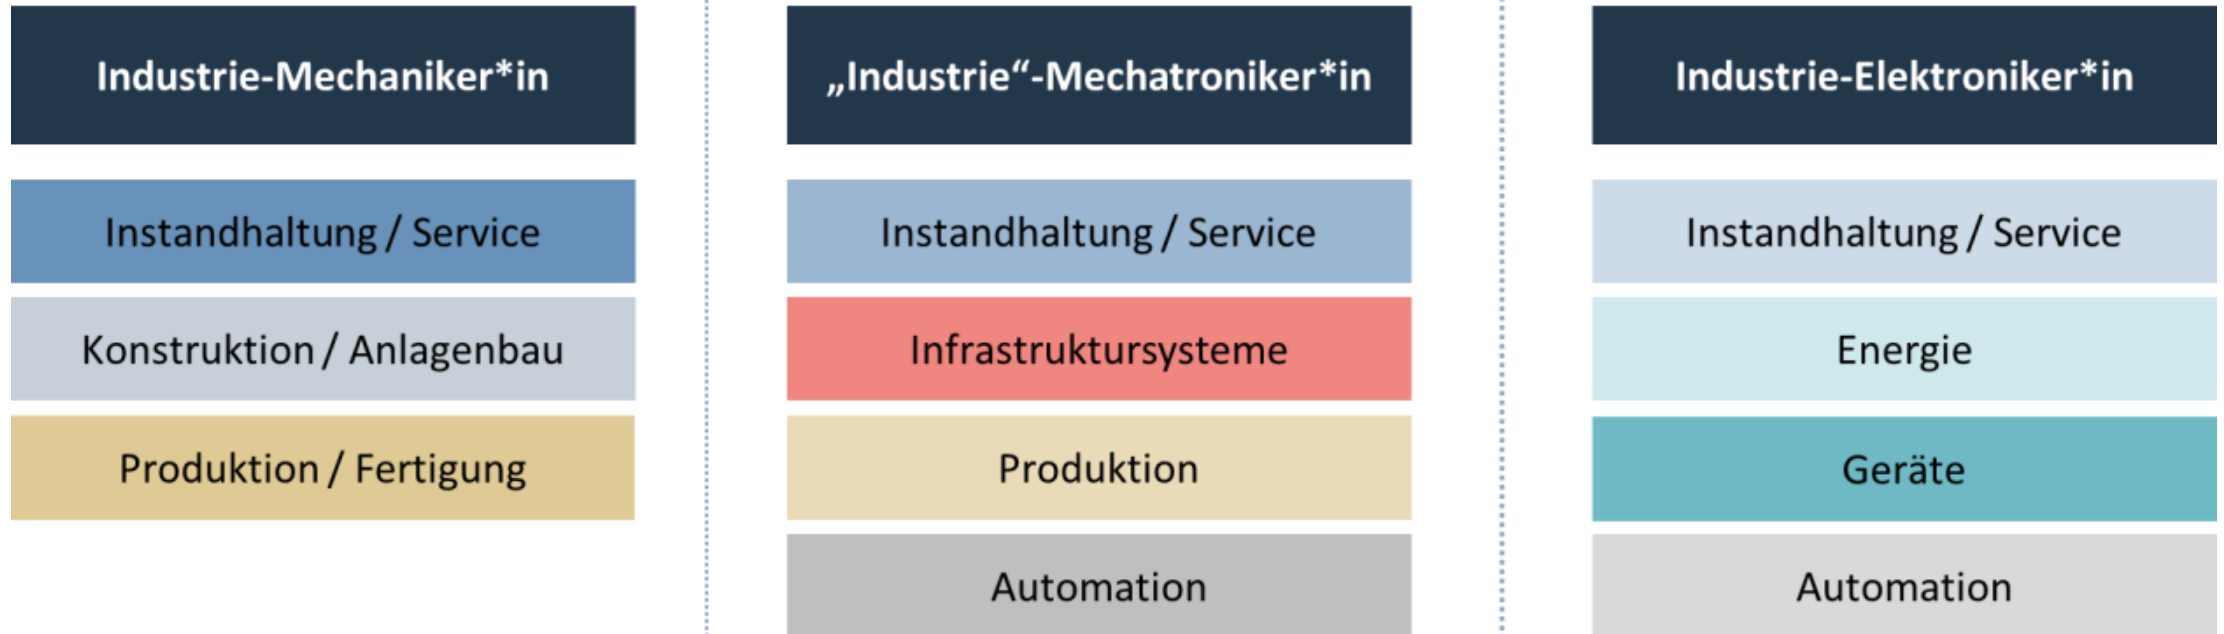 Industrie-Mechaniker*in
Instandhaltung / Service
Konstruktion / Anlagenbau
Produktion / Fertigung
„Industrie“-Mechatroniker*in
Instandhaltung / Service
Infrastruktursysteme
Produktion
Automation
Industrie-Elektroniker*in
Instandhaltung / Service
Energie
Geräte
Automation